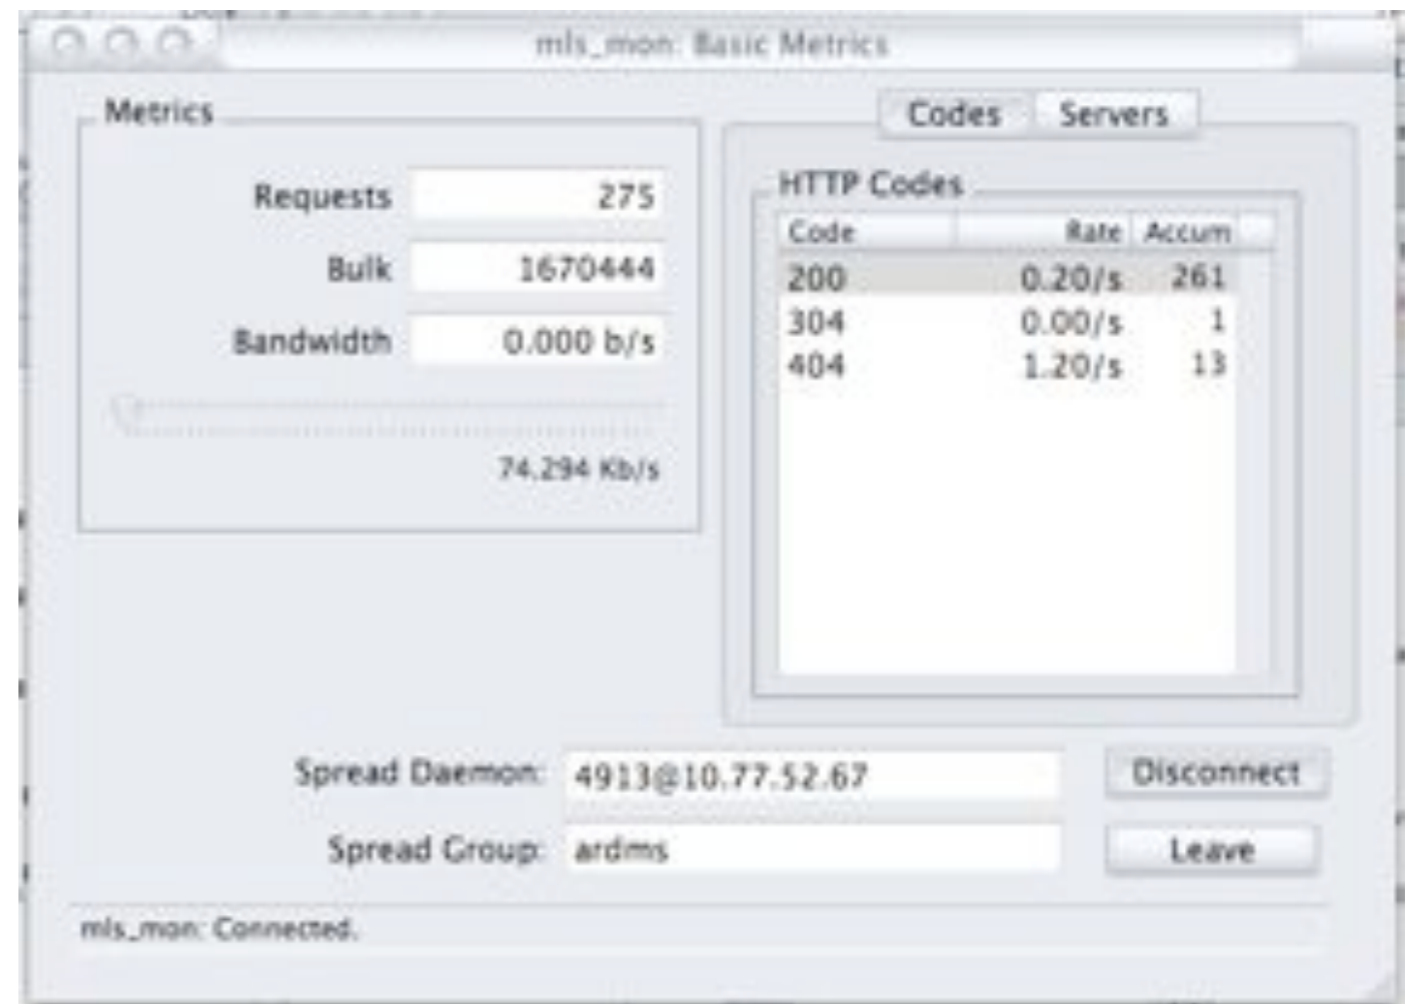 mls_mon: Basic Metrics
Metrics
Requests 275
Bulk 1670444
Bandwidth 0.000 b/s
74.294 Kb/s
Codes Servers
HTTP Codes
Code Rate Accum
200 0.20/s 261
304 0.00/s 1
404 1.20/s 13
Spread Daemon: 4913@10.77.52.67 Disconnect
Spread Group: ardms Leave
mls_mon: Connected.